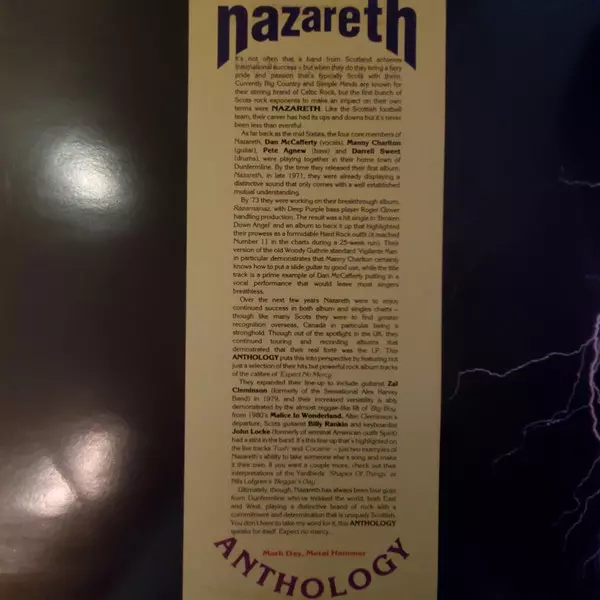 nazareth
It's not often that a band from Scotland achieves
international success – but when they do they bring a fiery
pride and passion that's typically Scots with them.
Currently Big Country and Simple Minds are known for
their strong brand of Celtic Rock, but the first bunch of
Scots rock exponents to make an impact on their own
terms were NAZARETH. Like the Scottish football
team, their career has had its ups and downs but it's never
been less than eventful.
As far back as the mid Sixties, the four core members of
Nazareth, Dan McCafferty (vocals), Manny Charlton
(guitar), Pete Agnew (bass) and Darrell Sweet
(drums), were playing together in their home town of
Dunfermline. By the time they released their first album,
Nazareth, in late 1971, they were already displaying a
distinctive sound that only comes with a well established
mutual understanding.
By '73 they were working on their breakthrough album,
Razamanaz, with Deep Purple bass player Roger Glover
handling production. The result was a hit single in 'Broken
Down Angel' and an album to back it up that highlighted
their prowess as a formidable Hard Rock outfit (it reached
Number 11 in the charts during a 25-week run). Their
version of the old Woody Guthrie standard 'Vigilante Man'
in particular demonstrates that Manny Charlton certainly
knows how to put a slide guitar to good use, while the title
track is a prime example of Dan McCafferty putting in a
vocal performance that would leave most singers
breathless.
Over the next few years Nazareth were to enjoy
continued success in both album and singles charts –
though like many Scots they were to find greater
recognition overseas, Canada in particular being a
stronghold. Though out of the spotlight in the UK, they
continued touring and recording albums that
demonstrated that their real forte was the LP. This
ANTHOLOGY puts this into perspective by featuring not
just a selection of their hits but powerful rock album tracks
of the calibre of 'Expect No Mercy'.
They expanded their line-up to include guitarist Zal
Cleminson (formerly of the Sensational Alex Harvey
Band) in 1979, and their increased versatility is ably
demonstrated by the almost reggae-like lilt of 'Big Boy'
from 1980's Malice In Wonderland. After Cleminson's
departure, Scots guitarist Billy Rankin and keyboardist
John Locke (formerly of seminal American outfit Spirit)
had a stint in the band. It's this line-up that's highlighted on
the live tracks 'Tush' and 'Cocaine' – just two examples of
Nazareth's ability to take someone else's song and make
it their own. If you want a couple more, check out their
interpretations of the Yardbirds' 'Shapes Of Things' or
Nils Lofgren's 'Beggar's Day'.
Ultimately, though, Nazareth has always been four guys
from Dunfermline who've trodden the world, both East
and West, playing a distinctive brand of rock with a
commitment and determination that is uniquely Scottish.
You don't have to take my word for it, this ANTHOLOGY
speaks for itself. Expect no mercy...
Mark Day, Metal Hammer
ANTHOLOGY